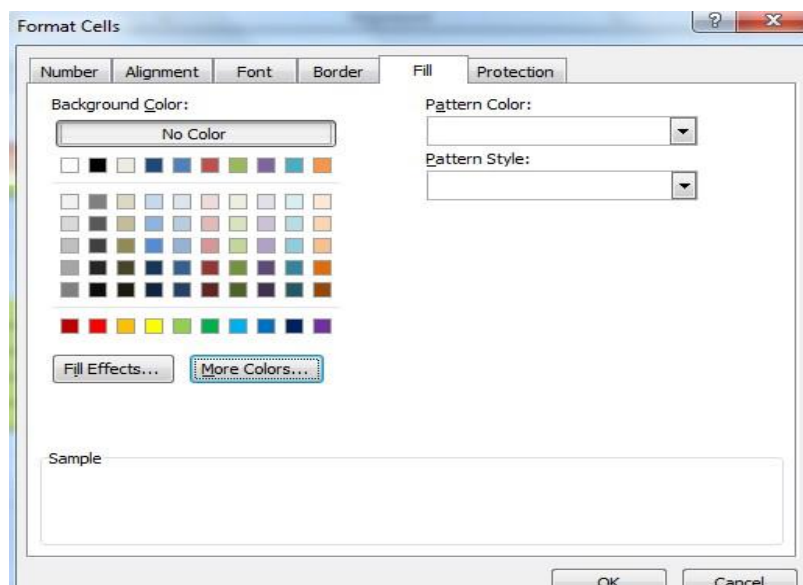 Format Cells
?
X
Number Alignment Font Border Fill Protection
Background Color:
No Color
Pattern Color:
Pattern Style:
Fill Effects...
More Colors...
Sample
OK Cancel